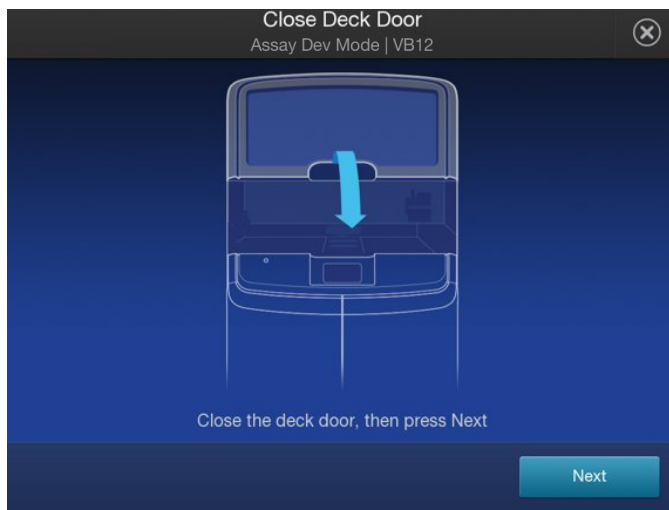 Close Deck Door
Assay Dev Mode | VB12
Close the deck door, then press Next
Next